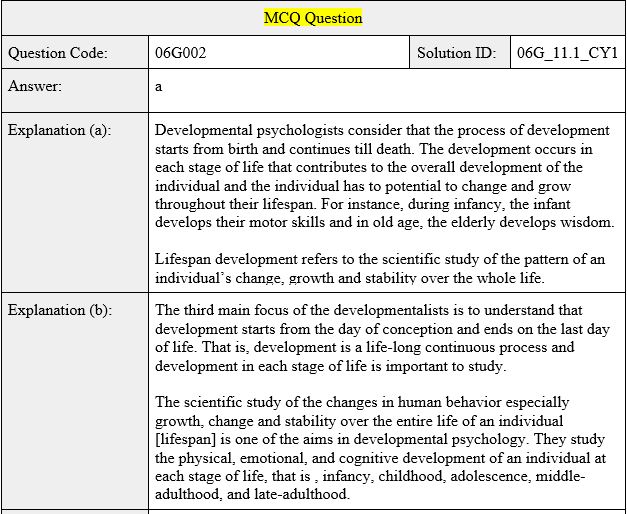 MCQ Question
Question Code: 06G002 Solution ID: 06G_11.1_CY1
Answer: a
Explanation (a): Developmental psychologists consider that the process of development
starts from birth and continues till death. The development occurs in
each stage of life that contributes to the overall development of the
individual and the individual has to potential to change and grow
throughout their lifespan. For instance, during infancy, the infant
develops their motor skills and in old age, the elderly develops wisdom.
Lifespan development refers to the scientific study of the pattern of an
individual's change, growth and stability over the whole life.
Explanation (b): The third main focus of the developmentalists is to understand that
development starts from the day of conception and ends on the last day
of life. That is, development is a life-long continuous process and
development in each stage of life is important to study.
The scientific study of the changes in human behavior especially
growth, change and stability over the entire life of an individual
[lifespan] is one of the aims in developmental psychology. They study
the physical, emotional, and cognitive development of an individual at
each stage of life, that is , infancy, childhood, adolescence, middle-
adulthood, and late-adulthood.